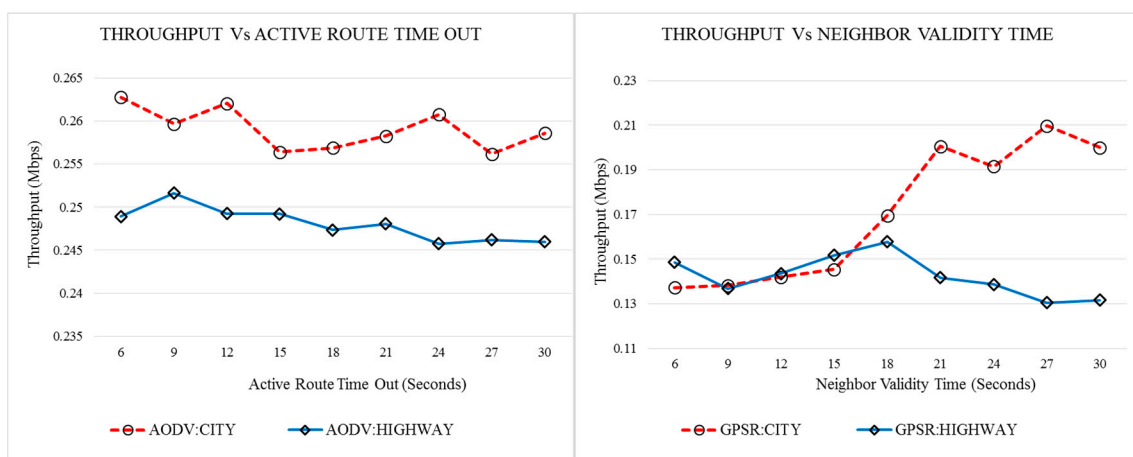 THROUGHPUT Vs ACTIVE ROUTE TIME OUT
Throughput (Mbps)
0.265
0.26
0.255
0.25
0.245
0.24
0.235
6 9 12 15 18 21 24 27 30
Active Route Time Out (Seconds)
AODV:CITY AODV:HIGHWAY
THROUGHPUT Vs NEIGHBOR VALIDITY TIME
Throughput (Mbps)
0.23
0.21
0.19
0.17
0.15
0.13
0.11
6 9 12 15 18 21 24 27 30
Neighbor Validity Time (Seconds)
GPSR:CITY GPSR:HIGHWAY